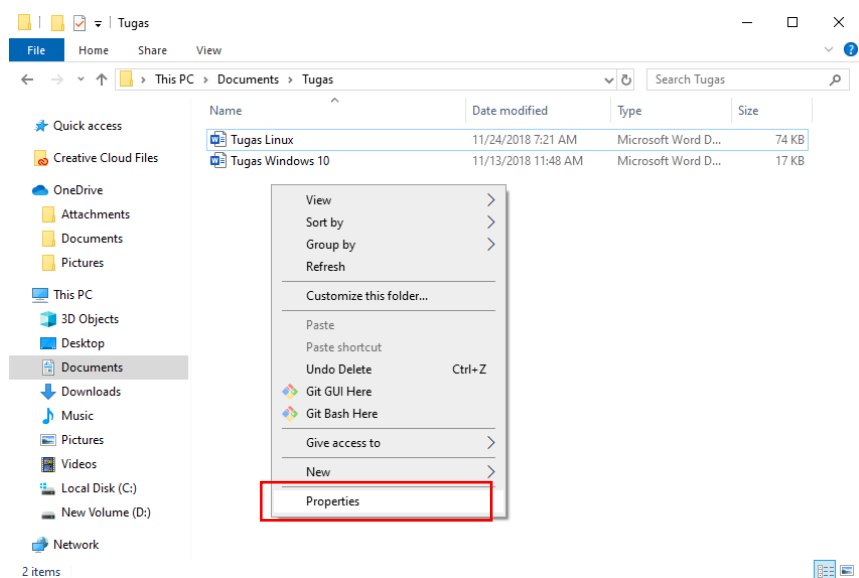 Tugas
File Home Share View
This PC > Documents > Tugas Search Tugas
Name Date modified Type Size
Quick access
Creative Cloud Files
OneDrive
Attachments
Documents
Pictures
This PC
3D Objects
Desktop
Documents
Downloads
Music
Pictures
Videos
Local Disk (C:)
New Volume (D:)
Network
Tugas Linux 11/24/2018 7:21 AM Microsoft Word D... 74 KB
Tugas Windows 10 11/13/2018 11:48 AM Microsoft Word D... 17 KB
View
Sort by
Group by
Refresh
Customize this folder...
Paste
Paste shortcut
Undo Delete Ctrl+Z
Git GUI Here
Git Bash Here
Give access to
New
Properties
2 items